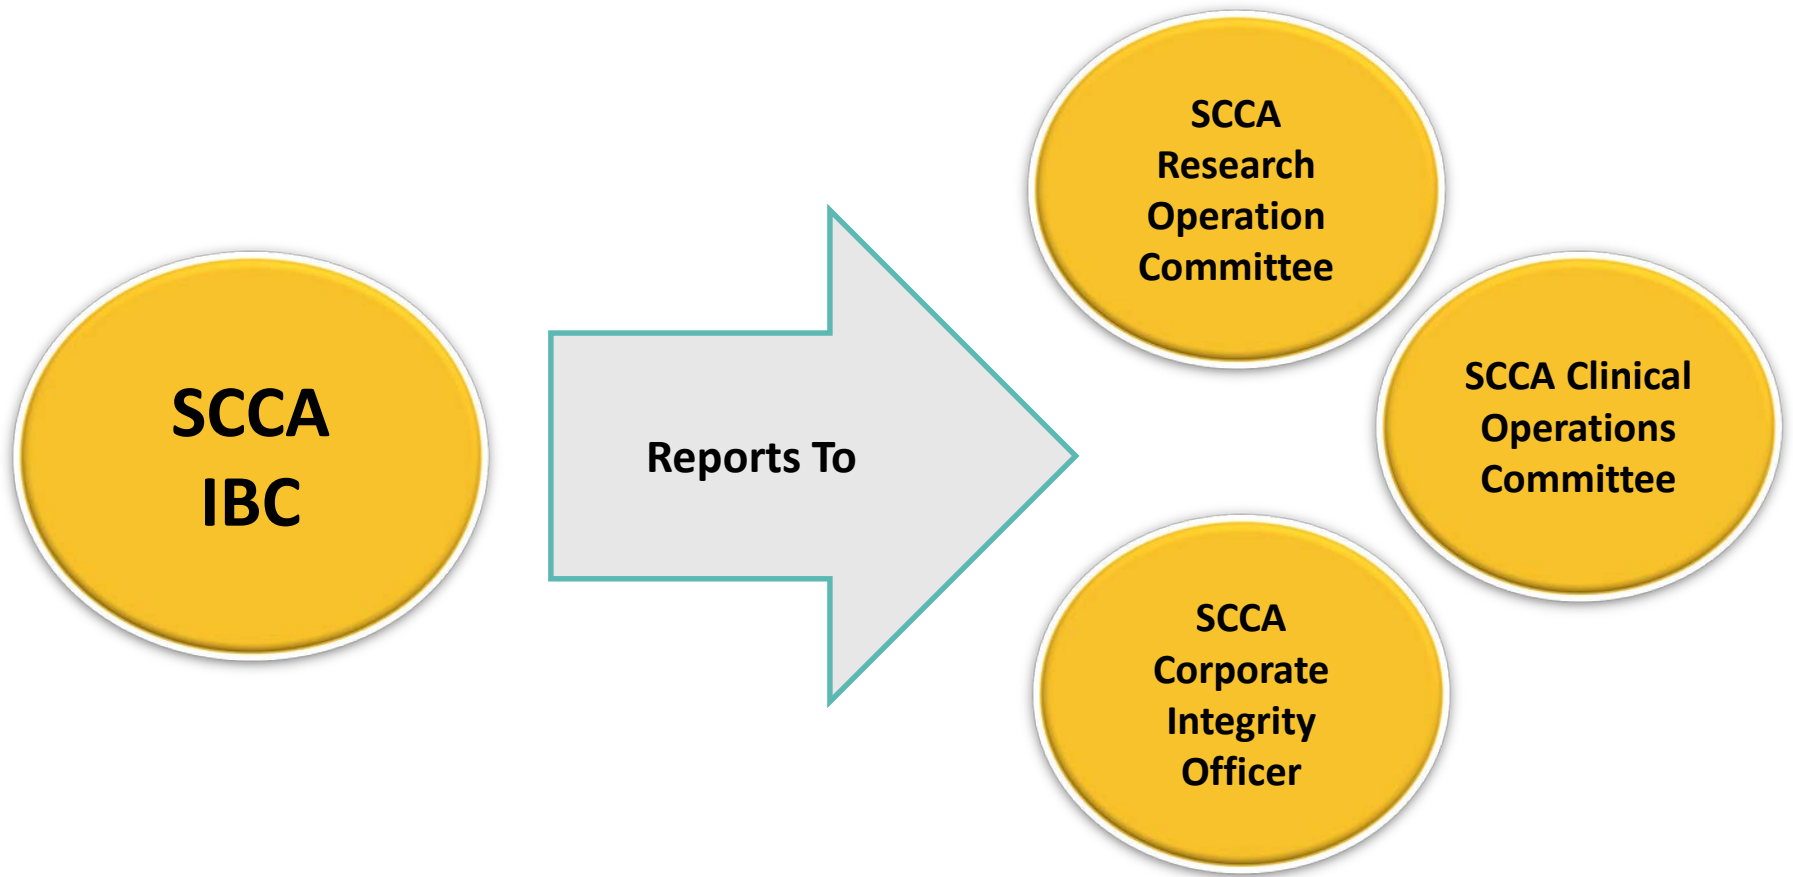 SCCA
IBC
Reports To
SCCA
Research
Operation
Committee
SCCA Clinical
Operations
Committee
SCCA
Corporate
Integrity
Officer